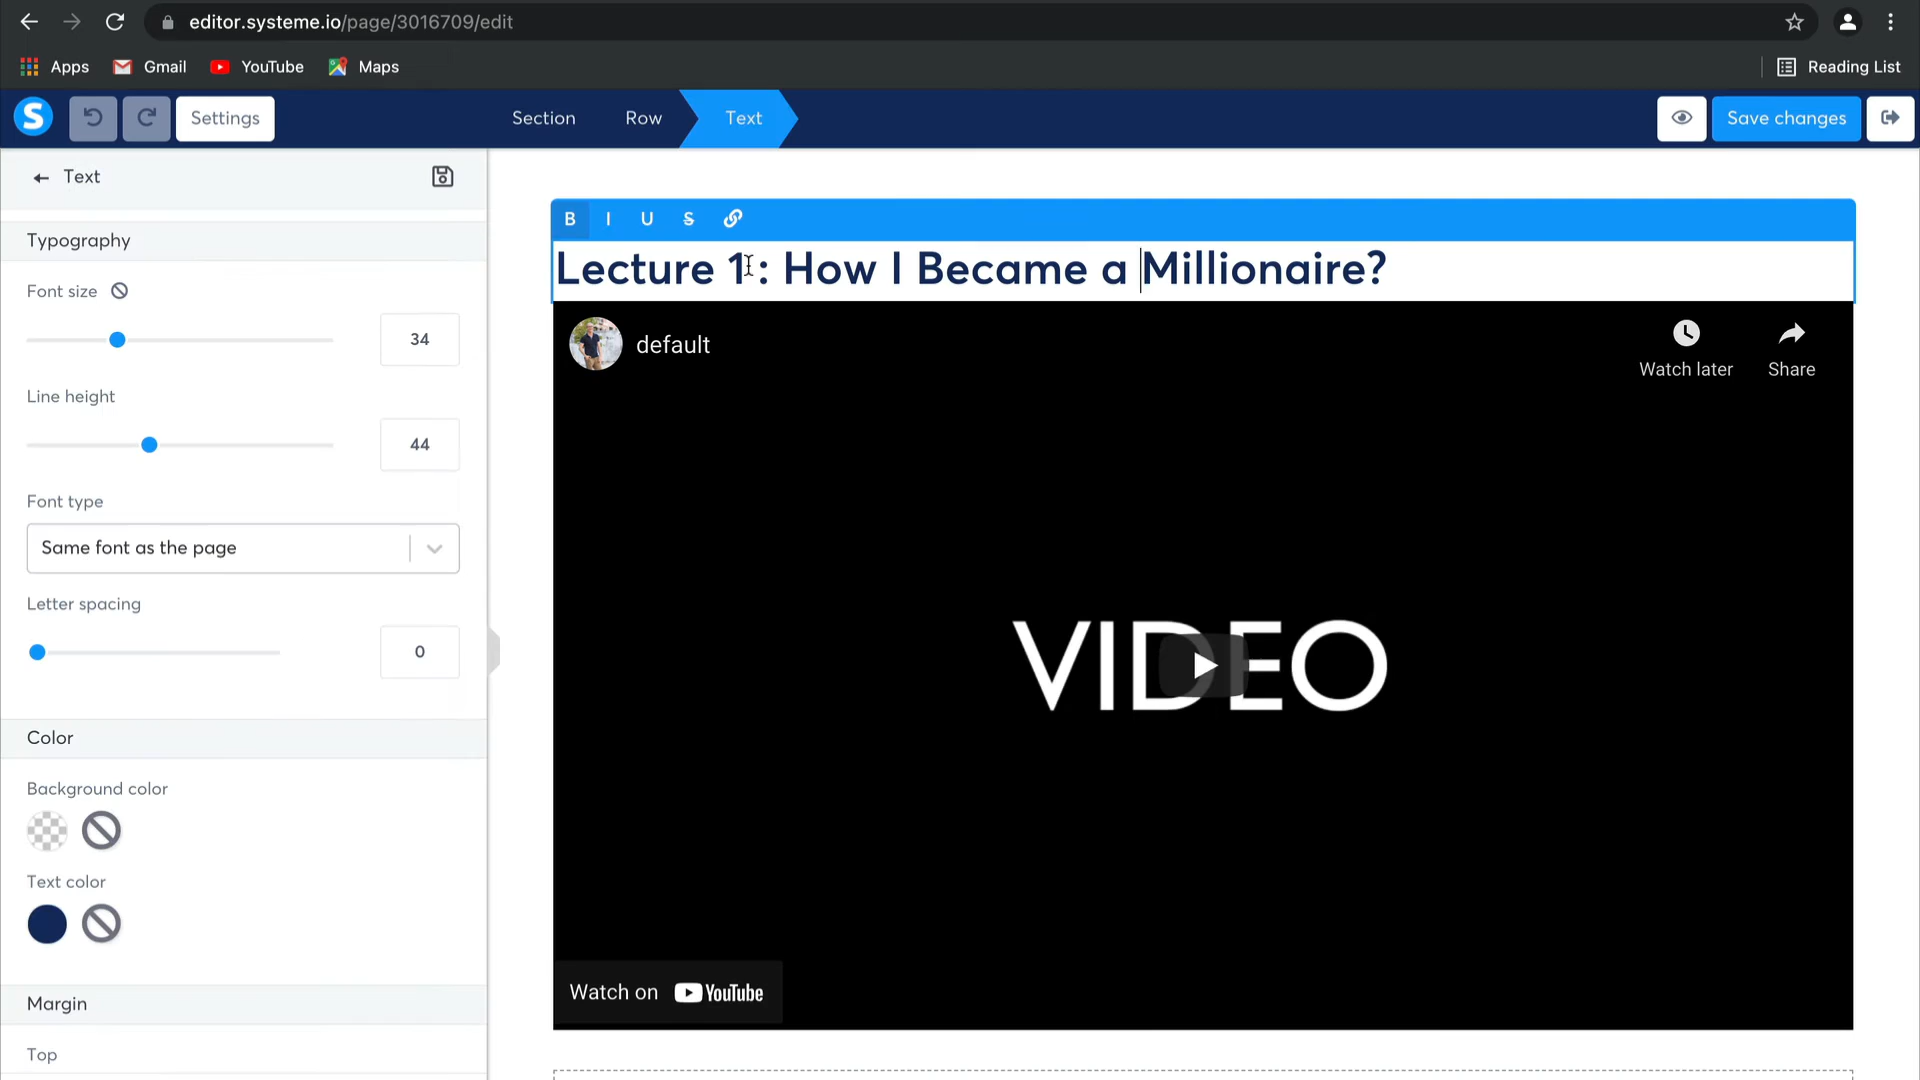 editor.systeme.io/page/3016709/edit
Apps
Gmail
YouTube
Maps
Reading List
S
Settings
Section
Row
Text
Save changes
Text
Typography
Font size
34
Line height
44
Font type
Same font as the page
Letter spacing
0
Color
Background color
Text color
Margin
Top
B I U S
Lecture 1 : How I Became a Millionaire?
default
Watch later
Share
VIDEO
Watch on YouTube